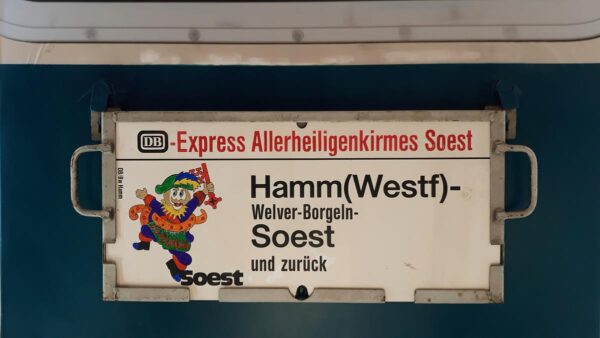 DB-Express Allerheiligenkirmes Soest
Hamm(Westf)-
Welver-Borgeln-
Soest
und zurück
Soest